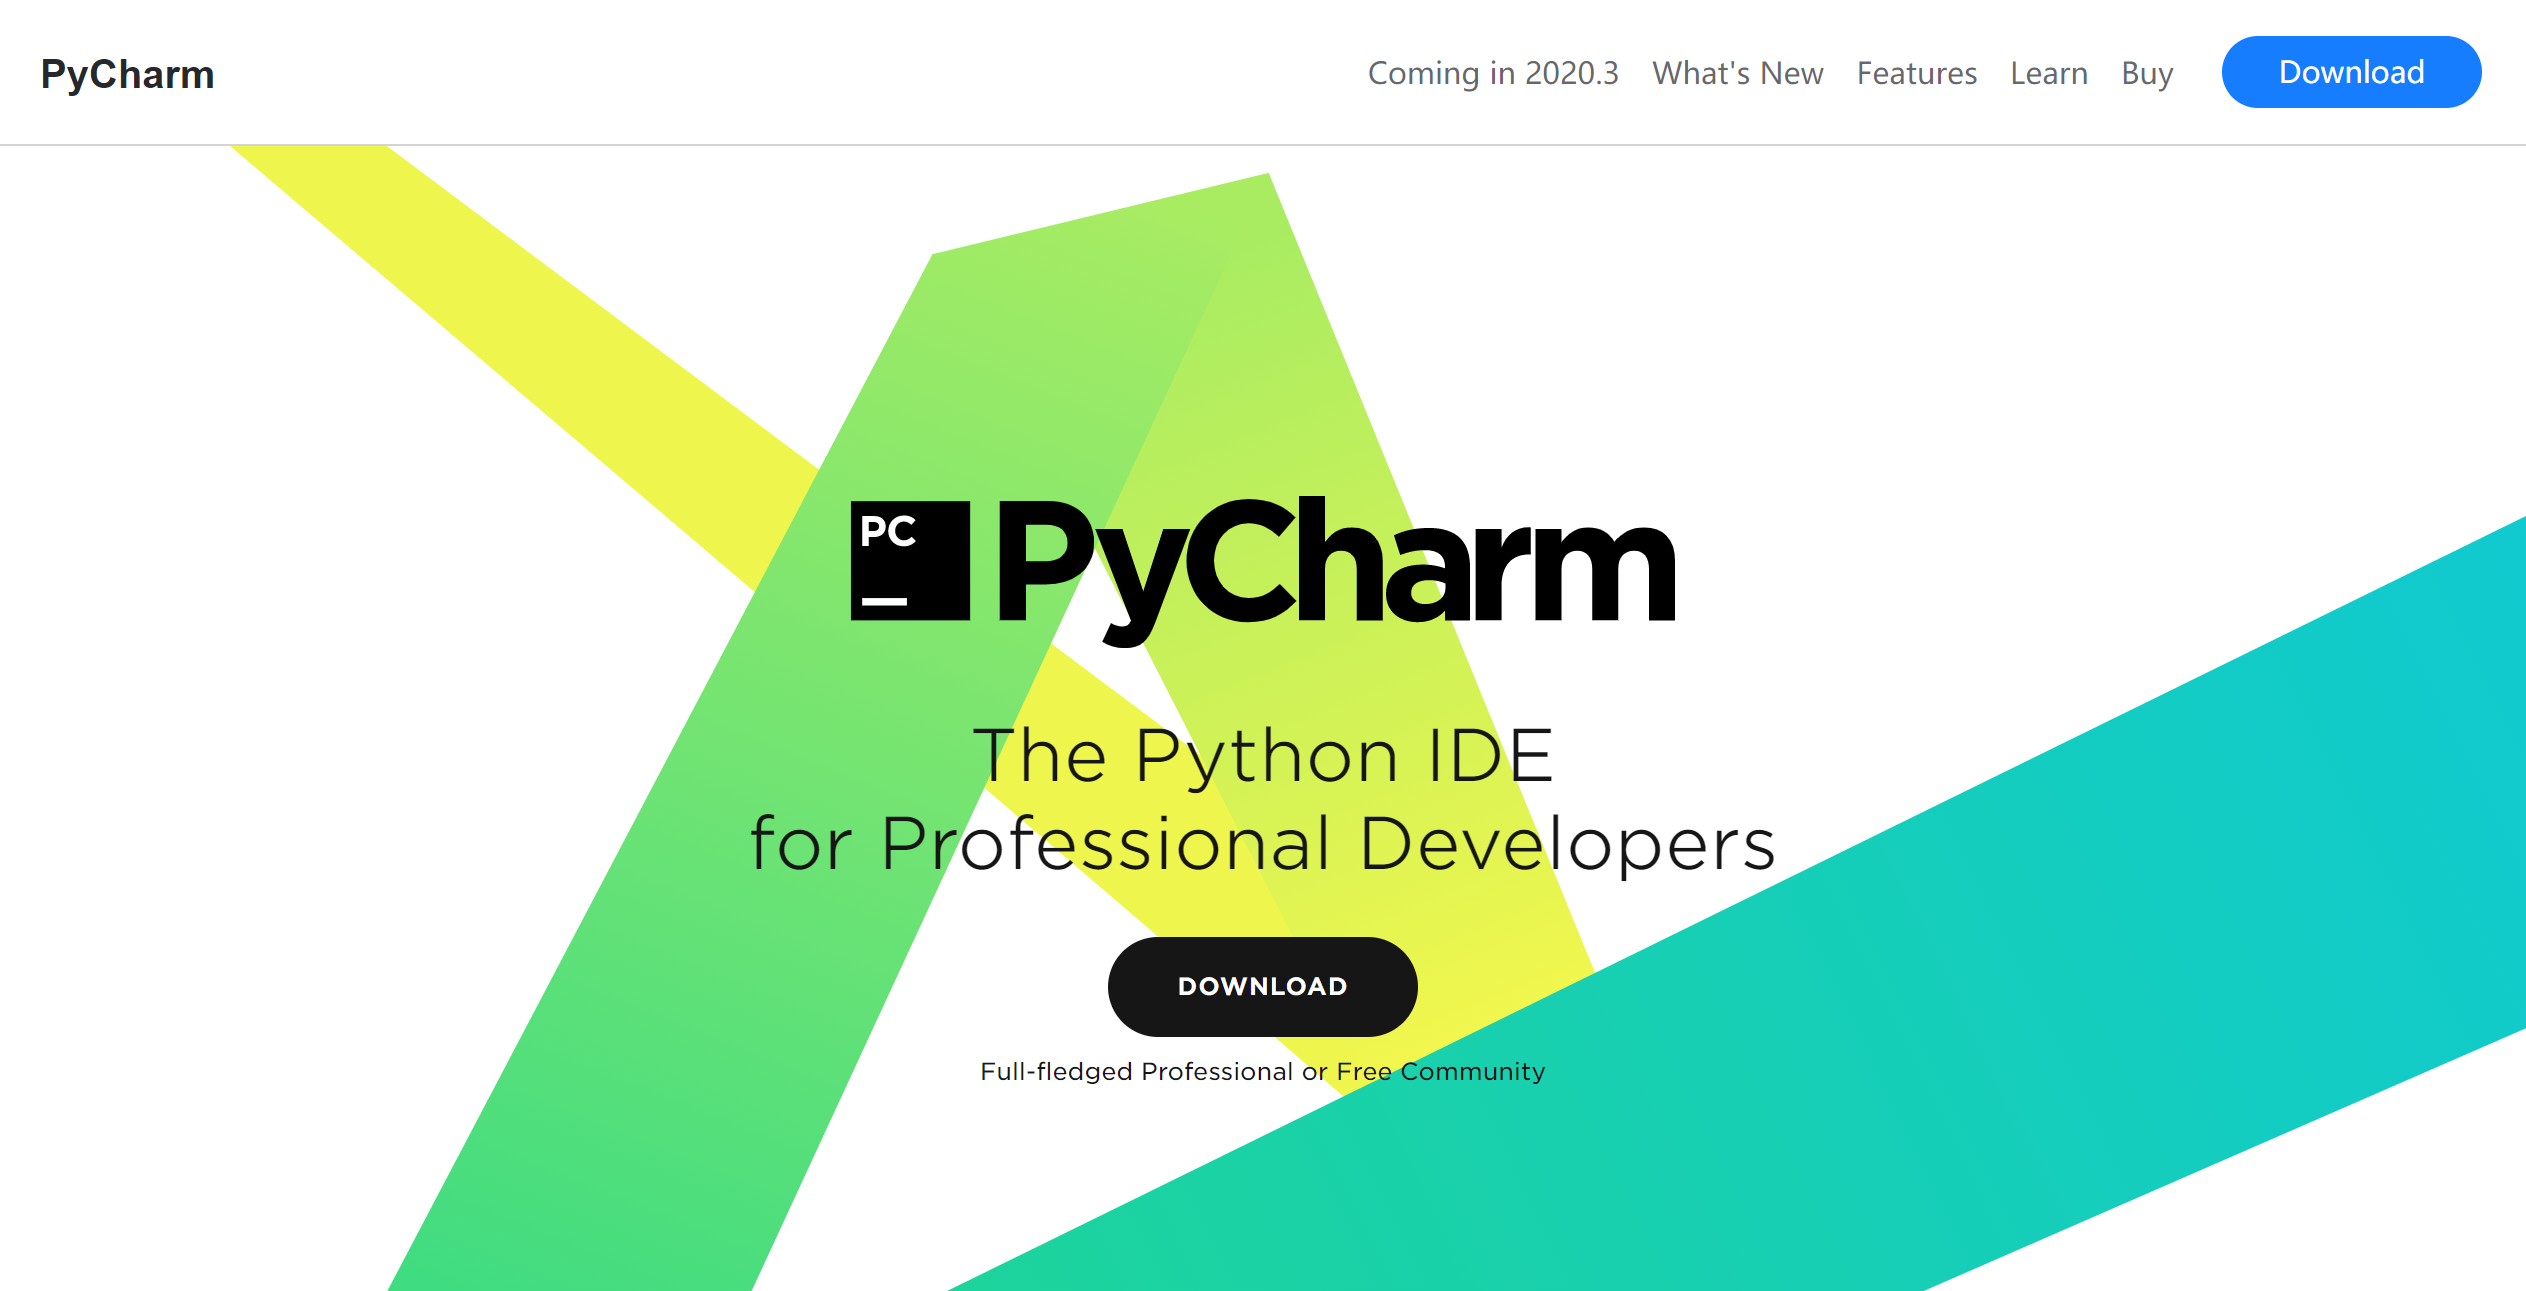 PyCharm
Coming in 2020.3 What's New Features Learn Buy Download
PC
PyCharm
The Python IDE
for Professional Developers
DOWNLOAD
Full-fledged Professional or Free Community